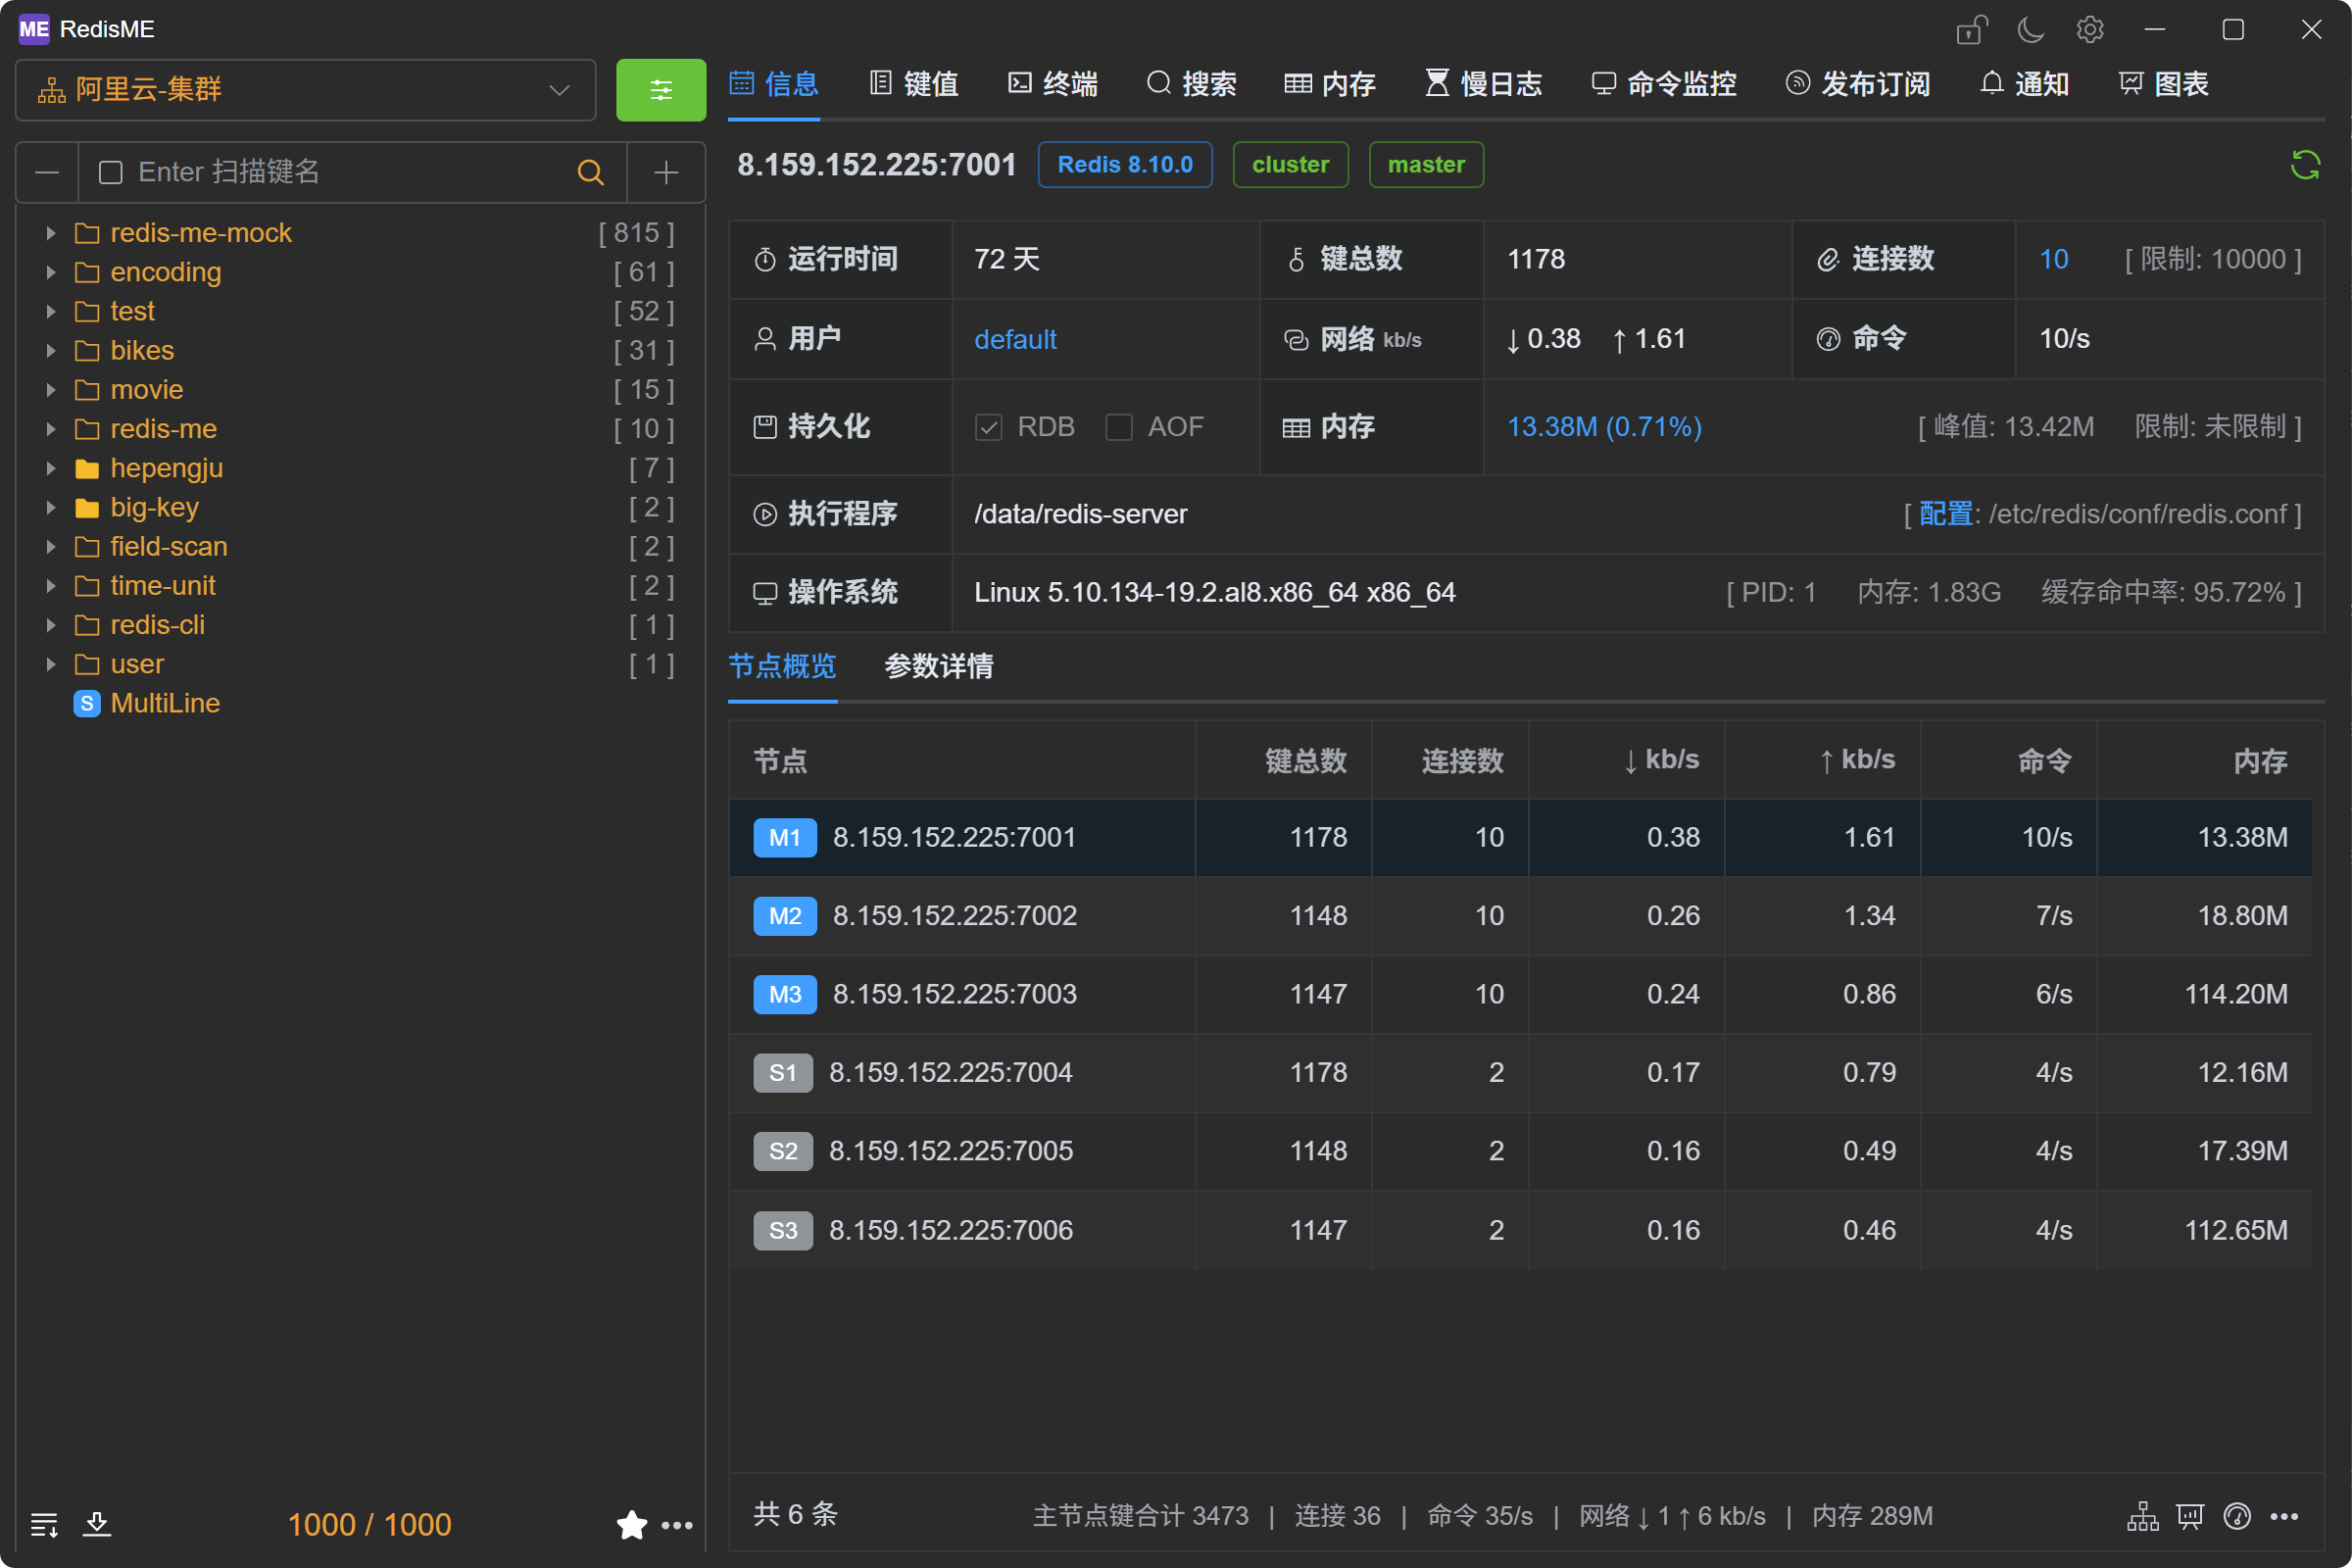 ME RedisME
阿里云-集群
信息 键值 终端 搜索 内存 慢日志 命令监控 发布订阅 通知 图表
Enter 扫描键名
8.159.152.225:7001 Redis 8.10.0 cluster master
redis-me-mock [ 815 ]
encoding [ 61 ]
test [ 52 ]
bikes [ 31 ]
movie [ 15 ]
redis-me [ 10 ]
hepengju [ 7 ]
big-key [ 2 ]
field-scan [ 2 ]
time-unit [ 2 ]
redis-cli [ 1 ]
user [ 1 ]
S MultiLine
1000 / 1000
运行时间 72 天 键总数 1178 连接数 10 [ 限制: 10000 ]
用户 default 网络 kb/s ↓ 0.38 ↑ 1.61 命令 10/s
持久化 RDB AOF 内存 13.38M (0.71%) [ 峰值: 13.42M 限制: 未限制 ]
执行程序 /data/redis-server [ 配置: /etc/redis/conf/redis.conf ]
操作系统 Linux 5.10.134-19.2.al8.x86_64 x86_64 [ PID: 1 内存: 1.83G 缓存命中率: 95.72% ]
节点概览 参数详情
节点 键总数 连接数 ↓ kb/s ↑ kb/s 命令 内存
M1 8.159.152.225:7001 1178 10 0.38 1.61 10/s 13.38M
M2 8.159.152.225:7002 1148 10 0.26 1.34 7/s 18.80M
M3 8.159.152.225:7003 1147 10 0.24 0.86 6/s 114.20M
S1 8.159.152.225:7004 1178 2 0.17 0.79 4/s 12.16M
S2 8.159.152.225:7005 1148 2 0.16 0.49 4/s 17.39M
S3 8.159.152.225:7006 1147 2 0.16 0.46 4/s 112.65M
共 6 条 主节点键合计 3473 | 连接 36 | 命令 35/s | 网络 ↓ 1 ↑ 6 kb/s | 内存 289M